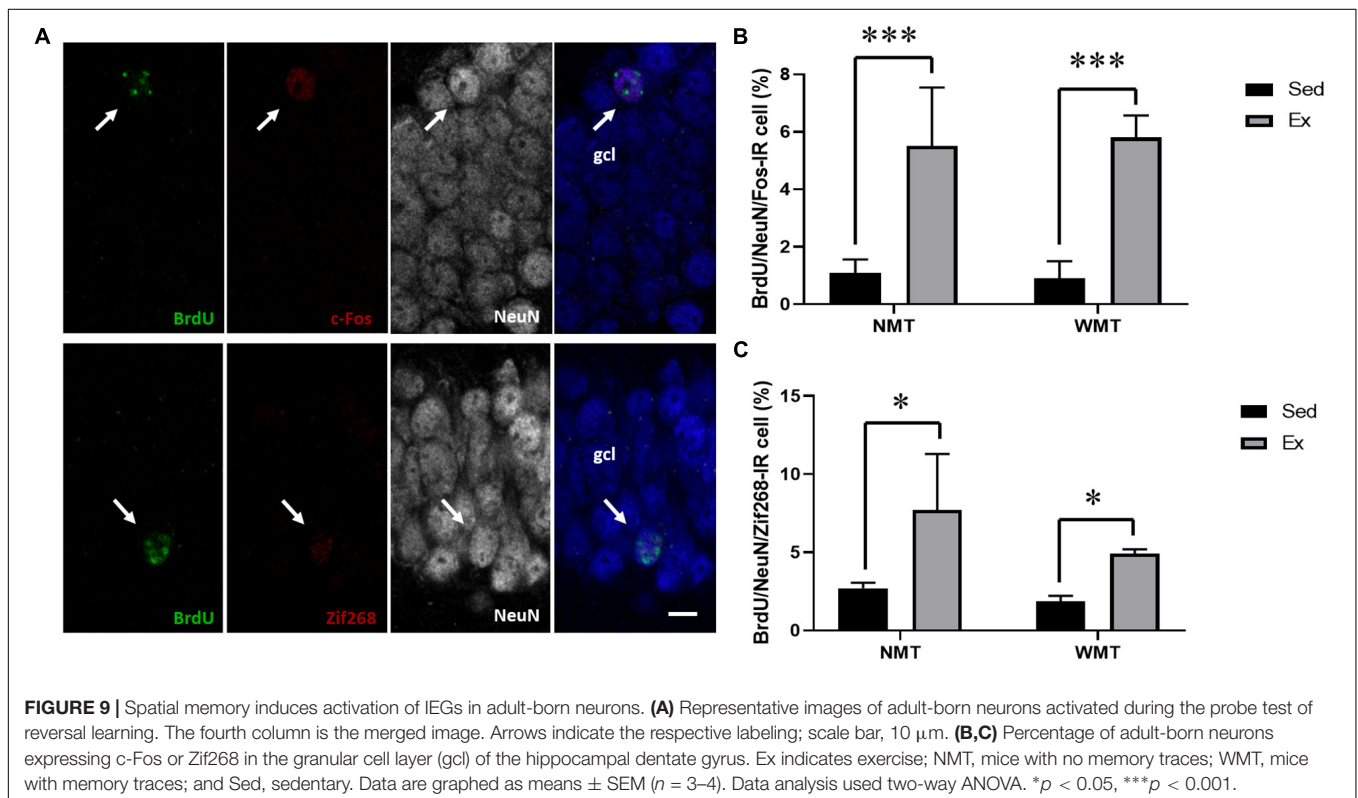 A
BrdU
c-Fos
NeuN
gcl
BrdU
Zif268
NeuN
gcl
B
BrdU/NeuN/Fos-IR cell (%)
8
6
4
2
0
***
***
NMT
WMT
Sed
Ex
C
BrdU/NeuN/Zif268-IR cell (%)
15
10
5
0
*
*
NMT
WMT
Sed
Ex
FIGURE 9 | Spatial memory induces activation of IEGs in adult-born neurons. (A) Representative images of adult-born neurons activated during the probe test of
reversal learning. The fourth column is the merged image. Arrows indicate the respective labeling; scale bar, 10 μm. (B,C) Percentage of adult-born neurons
expressing c-Fos or Zif268 in the granular cell layer (gcl) of the hippocampal dentate gyrus. Ex indicates exercise; NMT, mice with no memory traces; WMT, mice
with memory traces; and Sed, sedentary. Data are graphed as means ± SEM (n = 3–4). Data analysis used two-way ANOVA. *p < 0.05, ***p < 0.001.